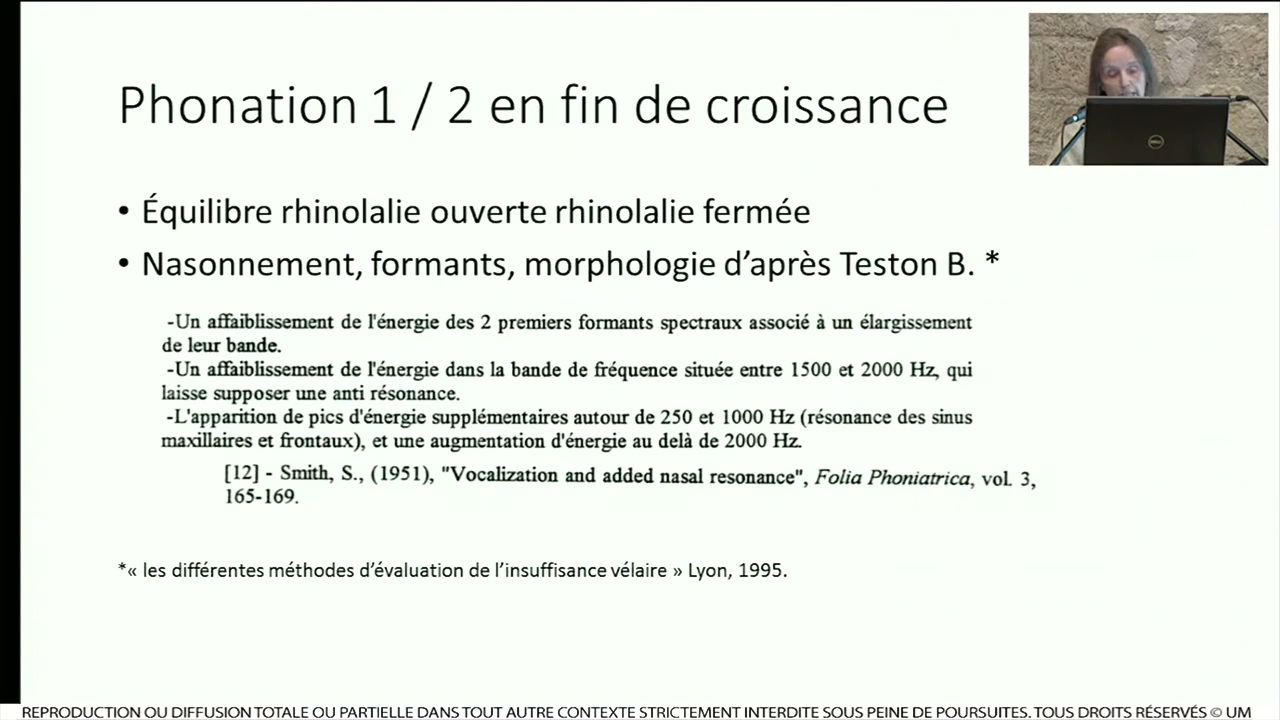 Phonation 1 / 2 en fin de croissance
• Équilibre rhinolalie ouverte rhinolalie fermée
• Nasonnement, formants, morphologie d’après Teston B. *
-Un affaiblissement de l'énergie des 2 premiers formants spectraux associé à un élargissement
de leur bande.
-Un affaiblissement de l'énergie dans la bande de fréquence située entre 1500 et 2000 Hz, qui
laisse supposer une anti résonance.
-L'apparition de pics d'énergie supplémentaires autour de 250 et 1000 Hz (résonance des sinus
maxillaires et frontaux), et une augmentation d'énergie au delà de 2000 Hz.
[12] - Smith, S., (1951), "Vocalization and added nasal resonance", Folia Phoniatrica, vol. 3,
165-169.
*« les différentes méthodes d’évaluation de l’insuffisance vélaire » Lyon, 1995.
DELL
REPRODUCTION OU DIFFUSION TOTALE OU PARTIELLE DANS TOUT AUTRE CONTEXTE STRICTEMENT INTERDITE SOUS PEINE DE POURSUITES. TOUS DROITS RÉSERVÉS © UM